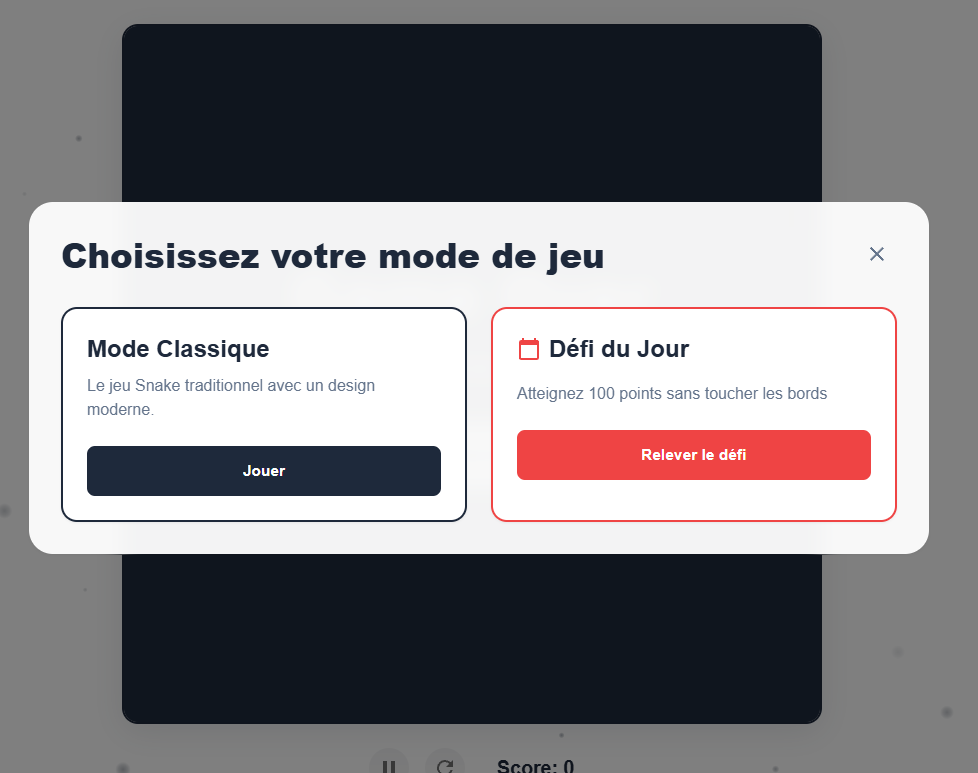 Choisissez votre mode de jeu
Mode Classique
Le jeu Snake traditionnel avec un design
moderne.
Jouer
Défi du Jour
Atteignez 100 points sans toucher les bords
Relever le défi
Score: 0